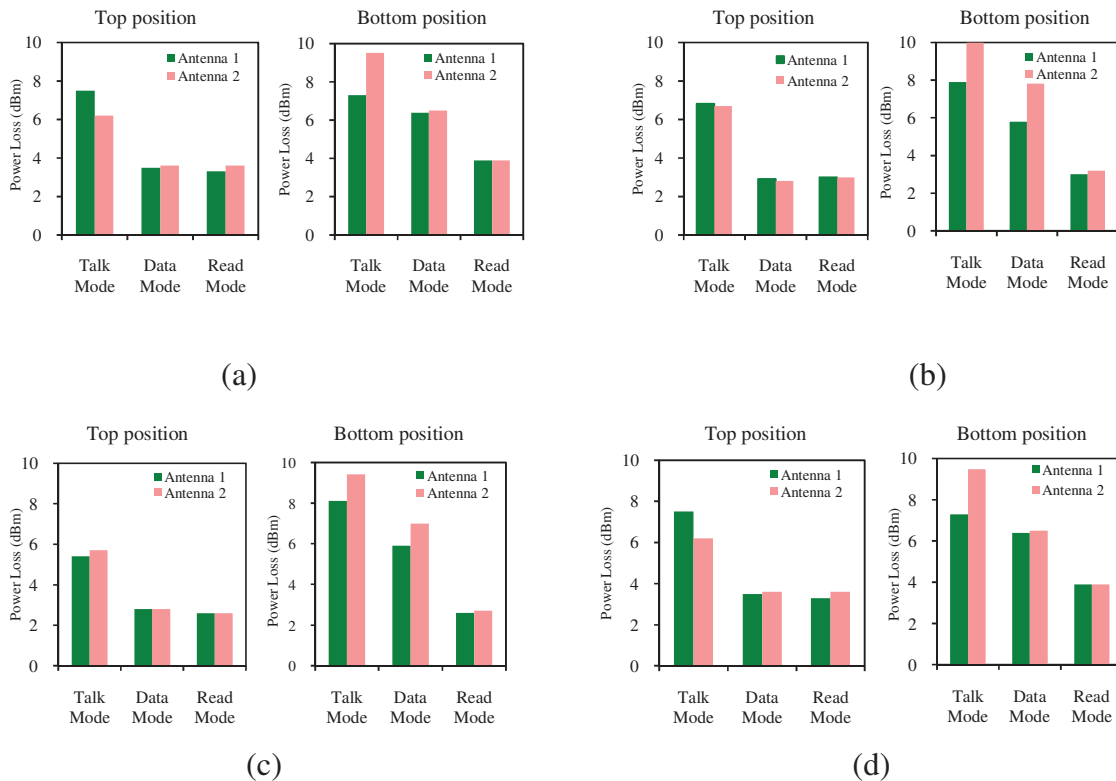 Top position
Bottom position
10
8
6
4
2
0
Power Loss (dBm)
Antenna 1
Antenna 2
Talk
Mode
Data
Mode
Read
Mode
10
8
6
4
2
0
Power Loss (dBm)
Antenna 1
Antenna 2
Talk
Mode
Data
Mode
Read
Mode
(a)
Top position
Bottom position
10
8
6
4
2
0
Power Loss (dBm)
Antenna 1
Antenna 2
Talk
Mode
Data
Mode
Read
Mode
10
8
6
4
2
0
Power Loss (dBm)
Antenna 1
Antenna 2
Talk
Mode
Data
Mode
Read
Mode
(b)
Top position
Bottom position
10
8
6
4
2
0
Power Loss (dBm)
Antenna 1
Antenna 2
Talk
Mode
Data
Mode
Read
Mode
10
8
6
4
2
0
Power Loss (dBm)
Antenna 1
Antenna 2
Talk
Mode
Data
Mode
Read
Mode
(c)
Top position
Bottom position
10
8
6
4
2
0
Power Loss (dBm)
Antenna 1
Antenna 2
Talk
Mode
Data
Mode
Read
Mode
10
8
6
4
2
0
Power Loss (dBm)
Antenna 1
Antenna 2
Talk
Mode
Data
Mode
Read
Mode
(d)